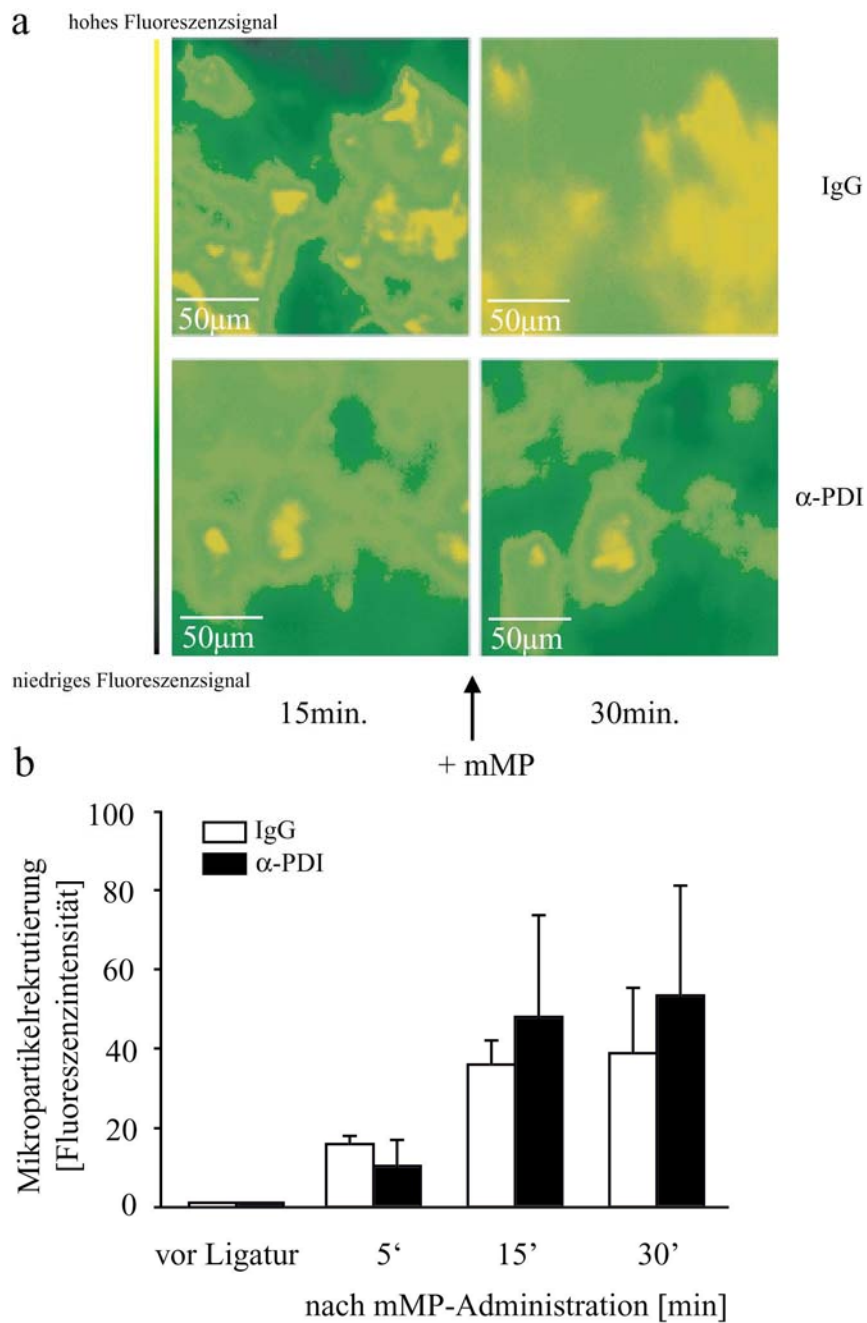 a
hohes Fluoreszenzsignal
IgG
50µm
50µm
α-PDI
50µm
50µm
niedriges Fluoreszenzsignal
15min.
30min.
+ mMP
b
Mikropartikelrekrutierung
[Fluoreszenzintensität]
100
80
60
40
20
0
IgG
α-PDI
vor Ligatur
5‘
15’
30’
nach mMP-Administration [min]